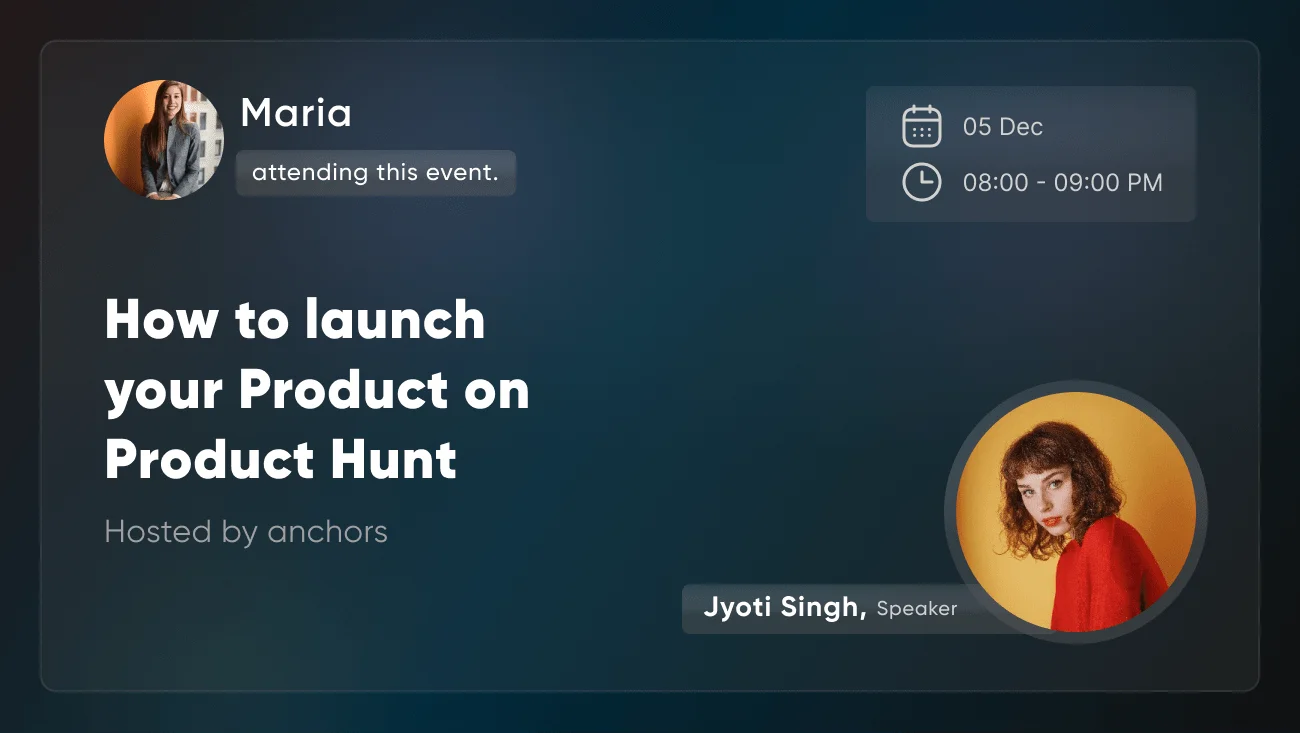 Maria
attending this event.
05 Dec
08:00 - 09:00 PM
How to launch
your Product on
Product Hunt
Hosted by anchors
Jyoti Singh, Speaker